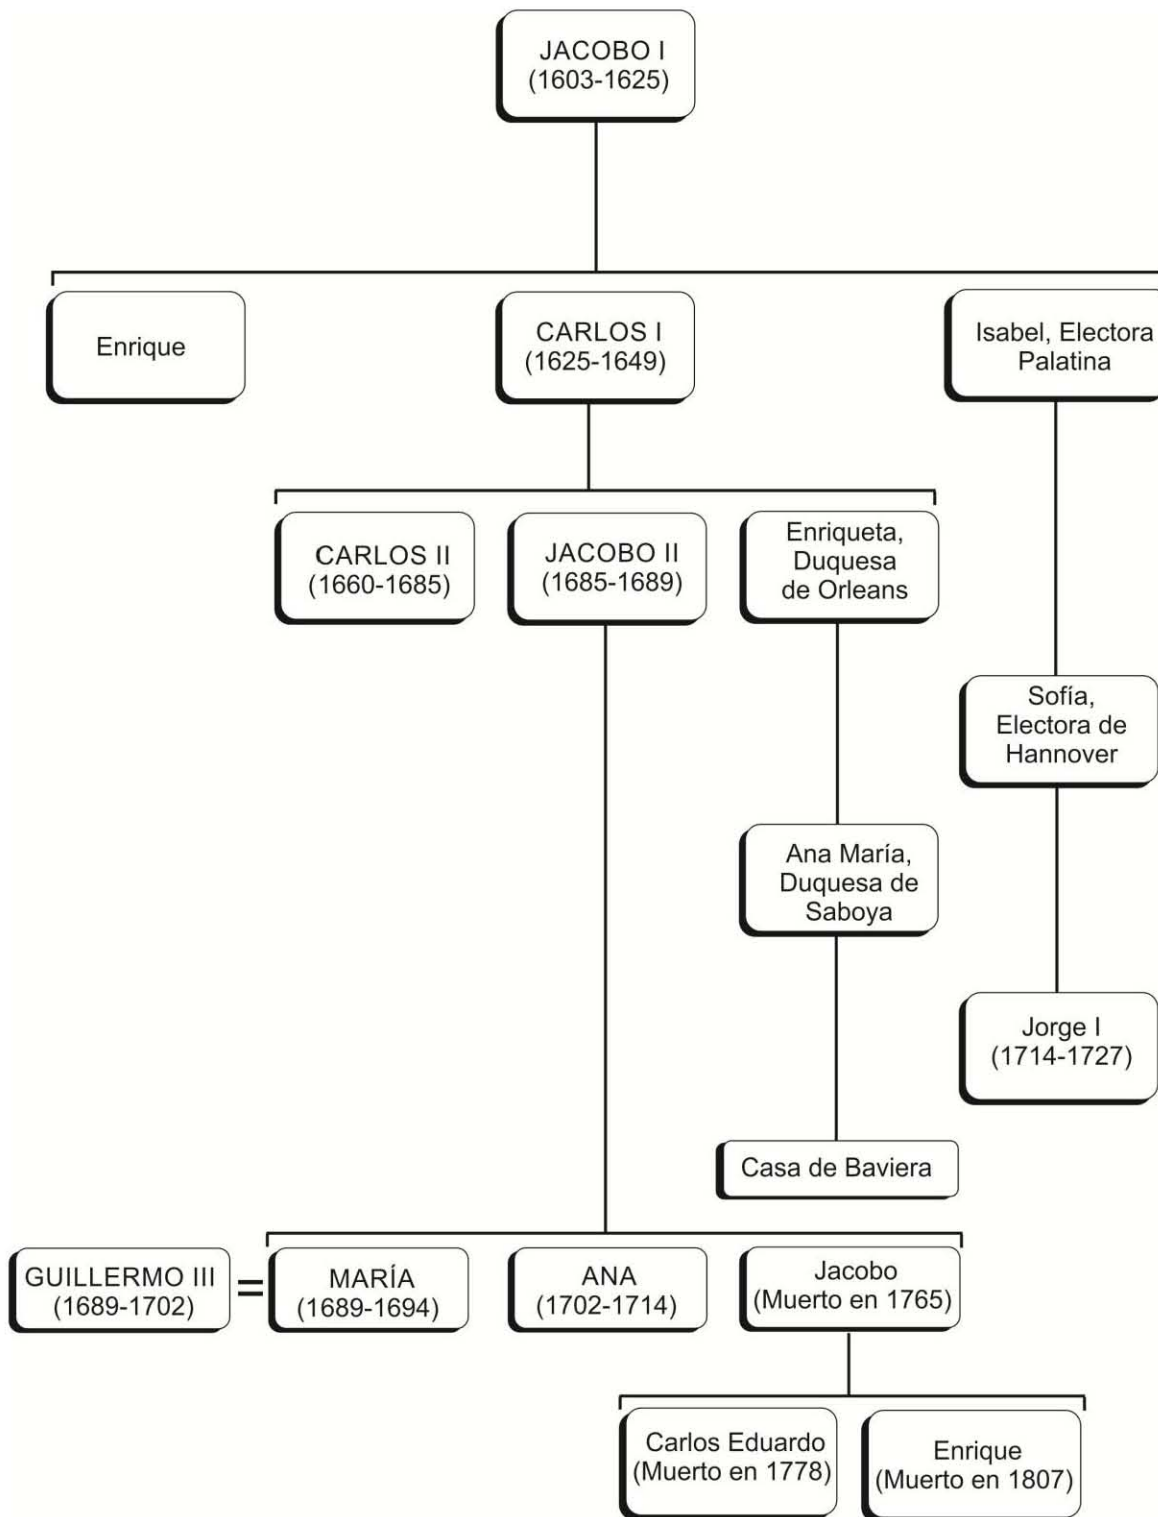 JACOBO I
(1603-1625)
Enrique
CARLOS I
(1625-1649)
Isabel, Electora
Palatina
CARLOS II
(1660-1685)
JACOBO II
(1685-1689)
Enriqueta,
Duquesa
de Orleans
Sofía,
Electora de
Hannover
Ana María,
Duquesa de
Saboya
Jorge I
(1714-1727)
Casa de Baviera
GUILLERMO III
(1689-1702)
=
MARÍA
(1689-1694)
ANA
(1702-1714)
Jacobo
(Muerto en 1765)
Carlos Eduardo
(Muerto en 1778)
Enrique
(Muerto en 1807)